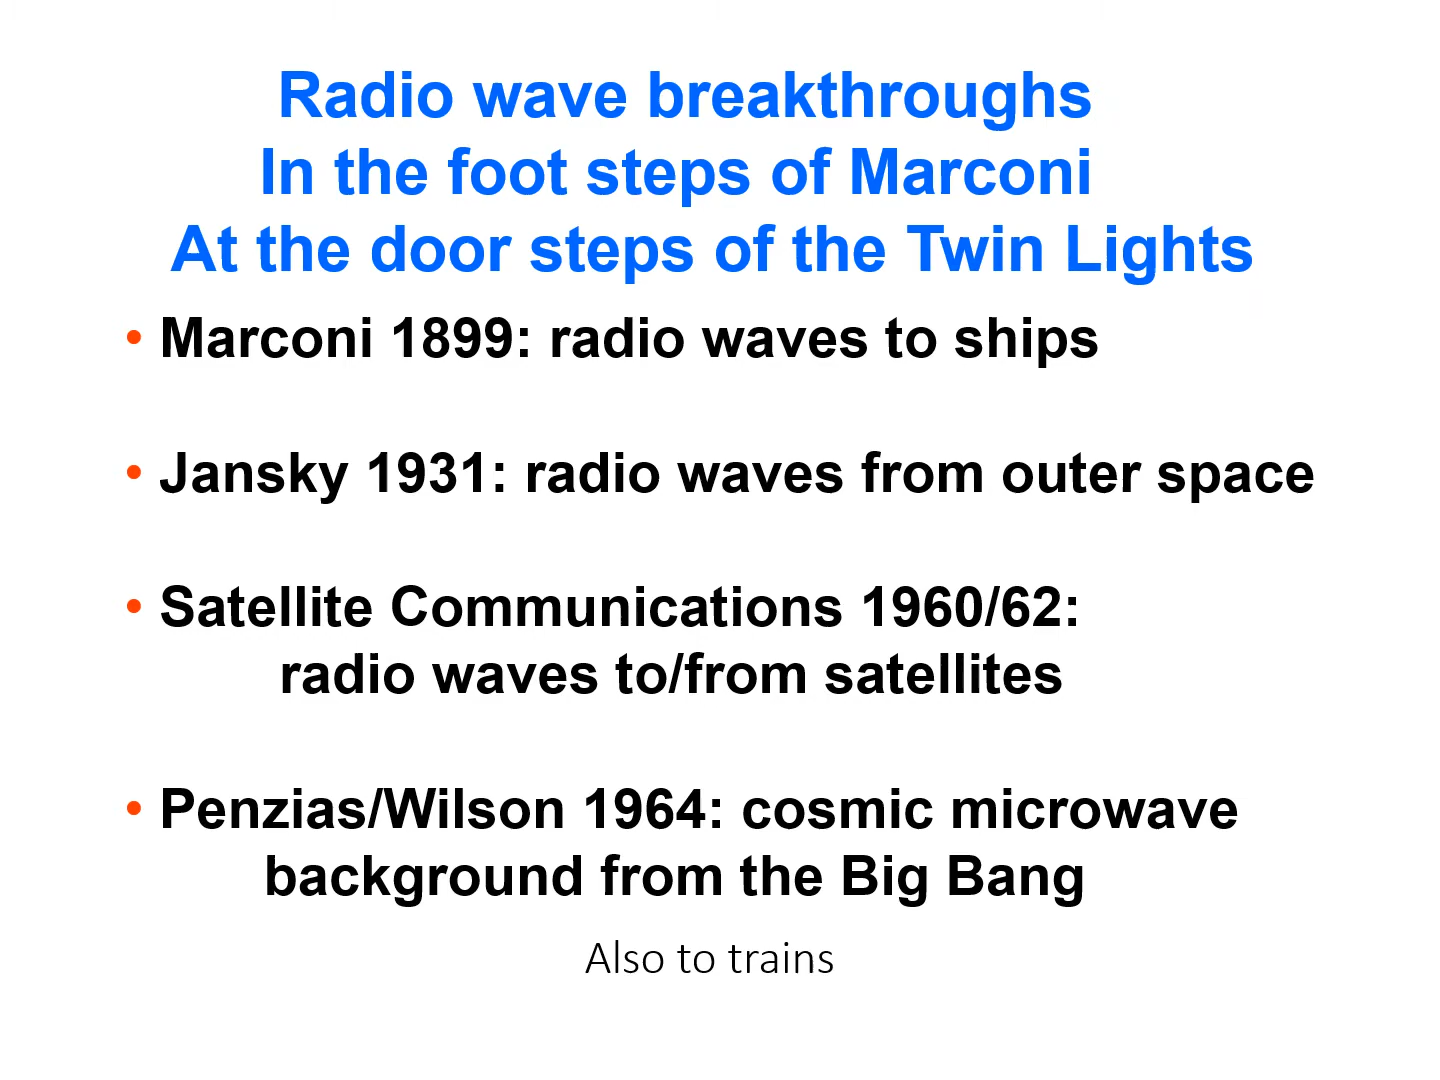 Radio wave breakthroughs
In the foot steps of Marconi
At the door steps of the Twin Lights
• Marconi 1899: radio waves to ships
• Jansky 1931: radio waves from outer space
• Satellite Communications 1960/62:
radio waves to/from satellites
• Penzias/Wilson 1964: cosmic microwave
background from the Big Bang
Also to trains